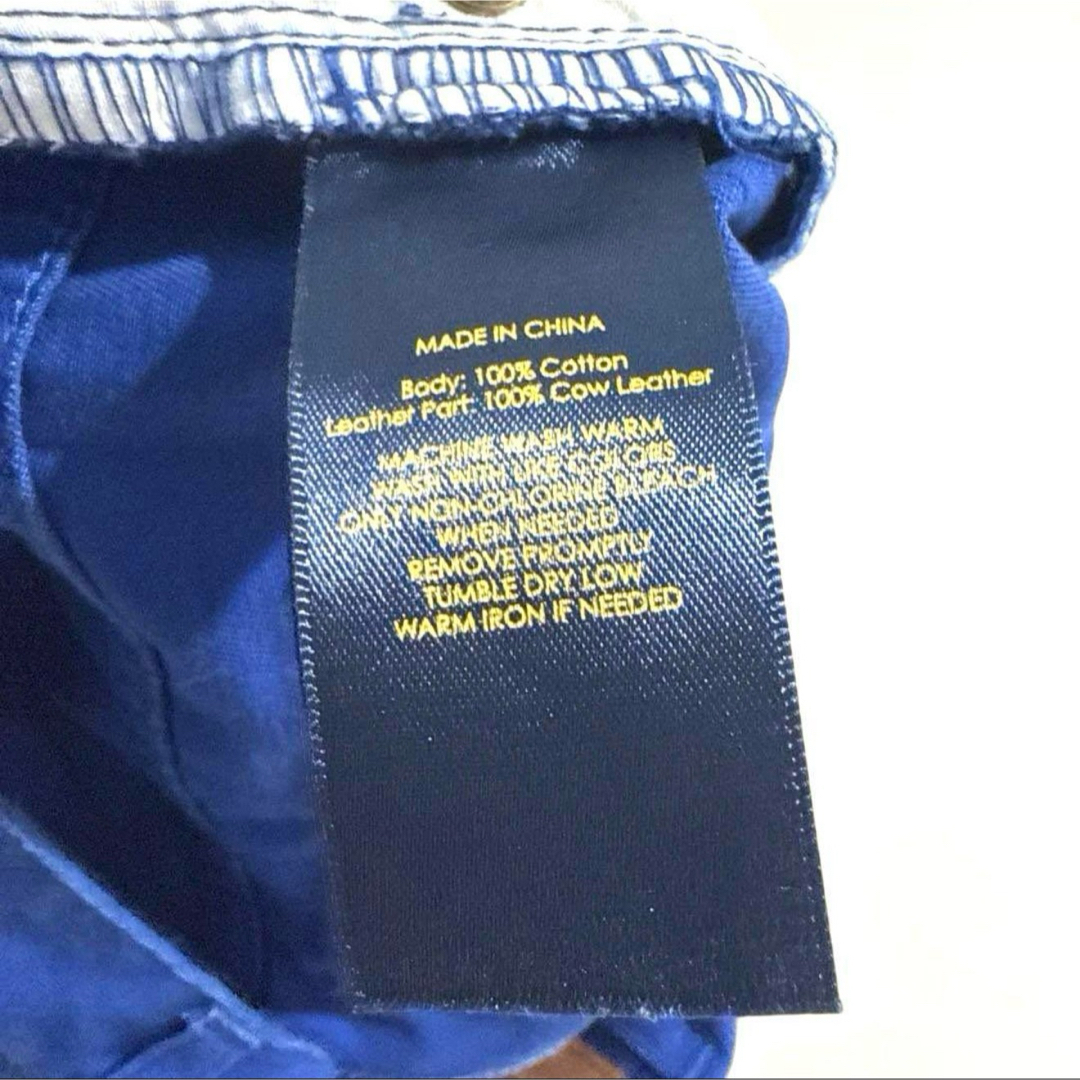 MADE IN CHINA
Body: 100% Cotton
Leather Part: 100% Cow Leather
MACHINE WASH WARM
WASH WITH LIKE COLORS
ONLY NON-CHLORINE BLEACH
WHEN NEEDED
REMOVE PROMPTLY
TUMBLE DRY LOW
WARM IRON IF NEEDED